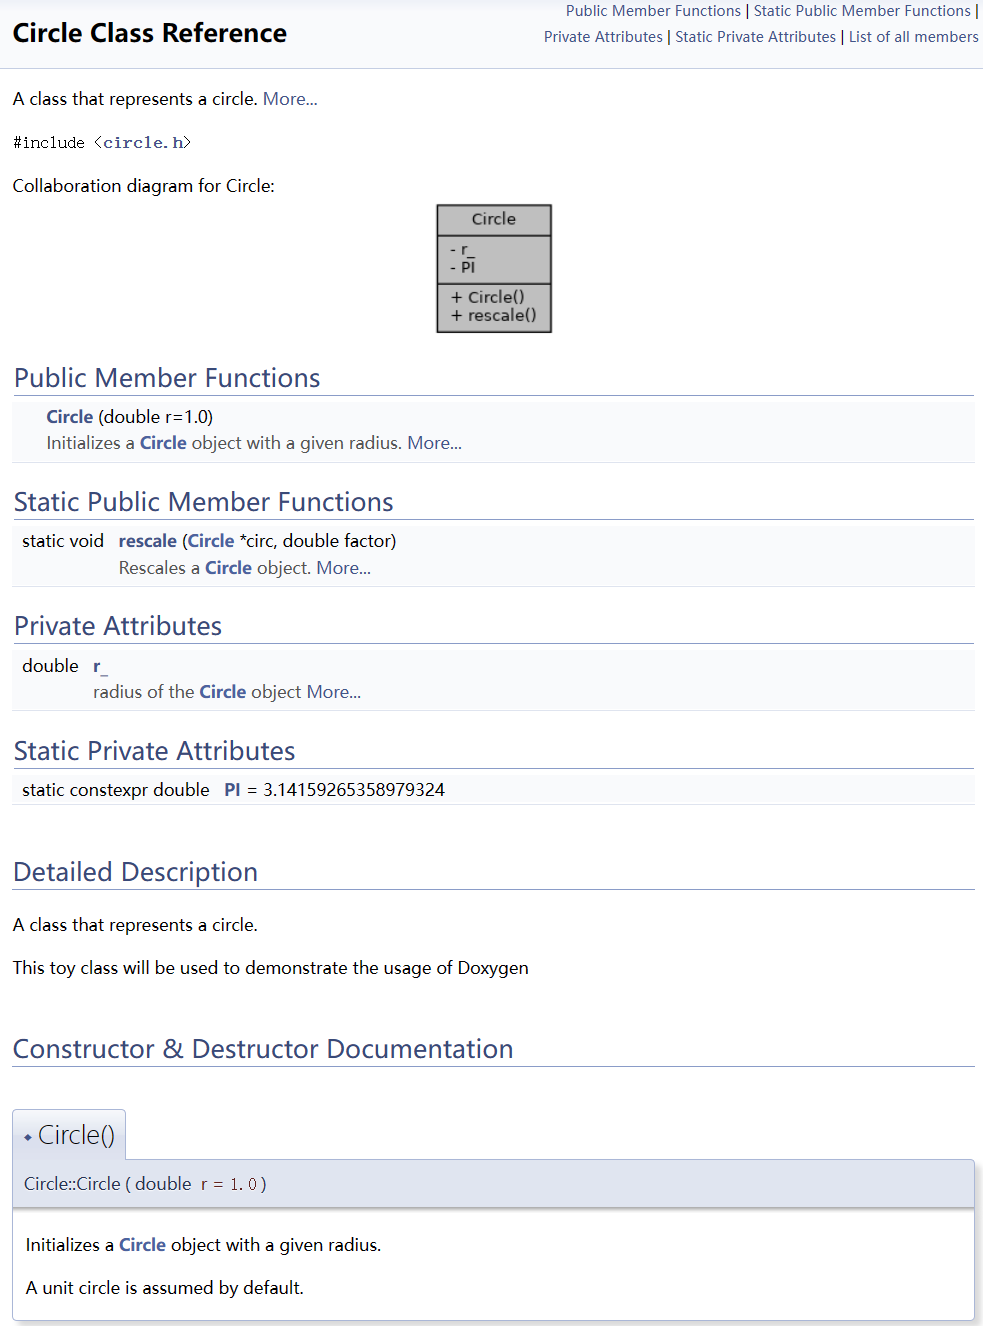 Circle Class Reference
Public Member Functions | Static Public Member Functions |
Private Attributes | Static Private Attributes | List of all members
A class that represents a circle. More...
#include <circle.h>
Collaboration diagram for Circle:
Circle
- r_
- PI
+ Circle()
+ rescale()
Public Member Functions
Circle (double r=1.0)
Initializes a Circle object with a given radius. More...
Static Public Member Functions
static void rescale (Circle *circ, double factor)
Rescales a Circle object. More...
Private Attributes
double r_
radius of the Circle object More...
Static Private Attributes
static constexpr double PI = 3.14159265358979324
Detailed Description
A class that represents a circle.
This toy class will be used to demonstrate the usage of Doxygen
Constructor & Destructor Documentation
◆ Circle()
Circle::Circle ( double r = 1.0 )
Initializes a Circle object with a given radius.
A unit circle is assumed by default.